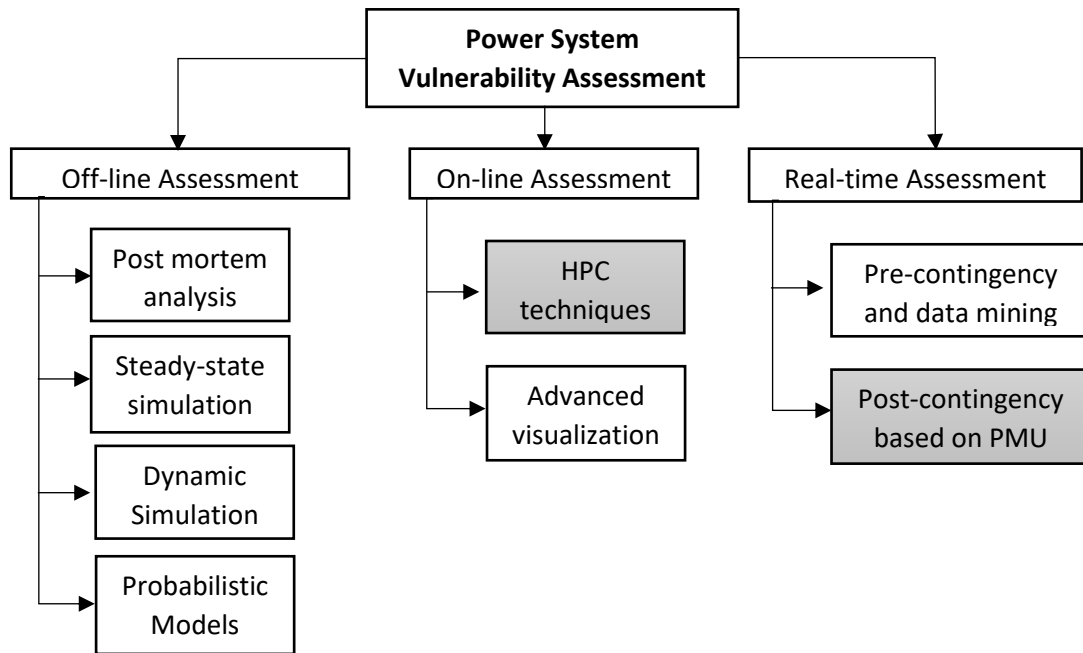 Power System
Vulnerability Assessment
Off-line Assessment
On-line Assessment
Real-time Assessment
Post mortem
analysis
Steady-state
simulation
Dynamic
Simulation
Probabilistic
Models
HPC
techniques
Advanced
visualization
Pre-contingency
and data mining
Post-contingency
based on PMU